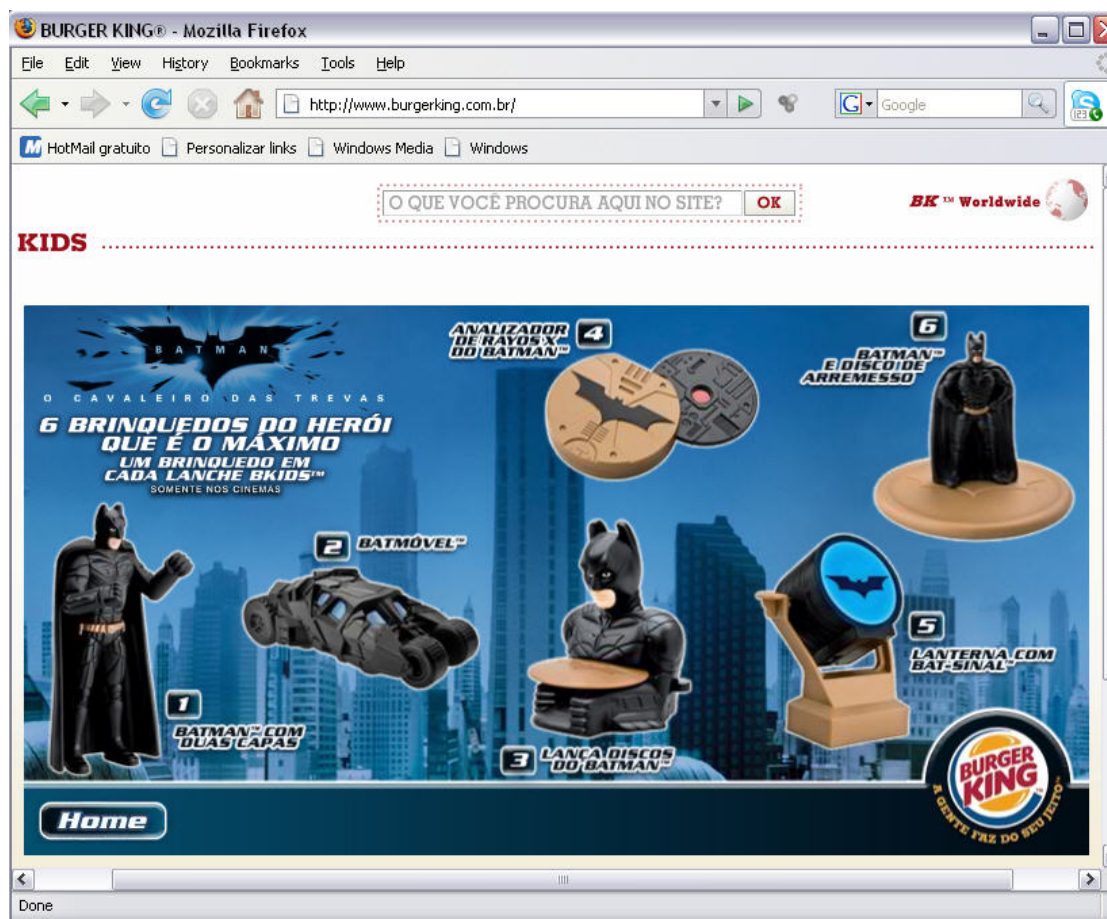 BURGER KING® - Mozilla Firefox
File Edit View History Bookmarks Tools Help
http://www.burgerking.com.br/
G Google
123
M HotMail gratuito Personalizar links Windows Media Windows
O QUE VOCÊ PROCURA AQUI NO SITE? OK
BK™ Worldwide
KIDS
BATMAN
O CAVALEIRO DAS TREVAS
6 BRINQUEDOS DO HERÓI
QUE É O MÁXIMO
UM BRINQUEDO EM
CADA LANCHE BKIDS™
SOMENTE NOS CINEMAS
ANALIZADOR
DE RAYOS X
DO BATMAN™
4
6
BATMAN™
E DISCO DE
ARREMESSO
2 BATMÓVEL™
1
BATMAN™ COM
DUAS CAPAS
3 LANÇA DISCOS
DO BATMAN™
5
LANTERNA COM
BAT-SINAL™
BURGER
KING™
A GENTE FAZ DO SEU JEITO™
Home
Done